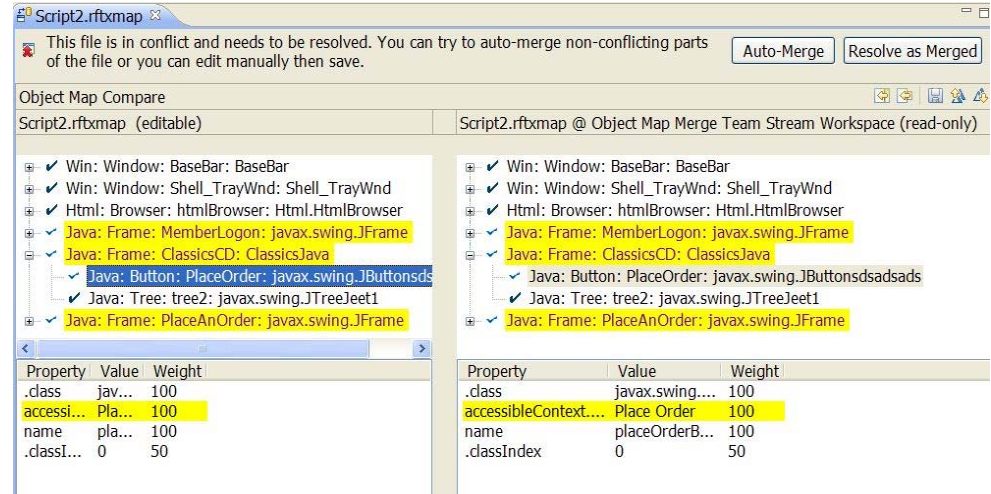 Script2.rftxmap
This file is in conflict and needs to be resolved. You can try to auto-merge non-conflicting parts
of the file or you can edit manually then save.
Auto-Merge
Resolve as Merged
Object Map Compare
Script2.rftxmap (editable)
Script2.rftxmap @ Object Map Merge Team Stream Workspace (read-only)
Win: Window: BaseBar: BaseBar
Win: Window: Shell_TrayWnd: Shell_TrayWnd
Html: Browser: htmlBrowser: Html.HtmlBrowser
Java: Frame: MemberLogon: javax.swing.JFrame
Java: Frame: ClassicsCD: ClassicsJava
Java: Button: PlaceOrder: javax.swing.JButtonsds
Java: Tree: tree2: javax.swing.JTreeJeet1
Java: Frame: PlaceAnOrder: javax.swing.JFrame
Win: Window: BaseBar: BaseBar
Win: Window: Shell_TrayWnd: Shell_TrayWnd
Html: Browser: htmlBrowser: Html.HtmlBrowser
Java: Frame: MemberLogon: javax.swing.JFrame
Java: Frame: ClassicsCD: ClassicsJava
Java: Button: PlaceOrder: javax.swing.JButtonsdsadsads
Java: Tree: tree2: javax.swing.JTreeJeet1
Java: Frame: PlaceAnOrder: javax.swing.JFrame
Property Value Weight
.class jav... 100
accessi... Pla... 100
name pla... 100
.classI... 0 50
Property Value Weight
.class javax.swing.... 100
accessibleContext.... Place Order 100
name placeOrderB... 100
.classIndex 0 50